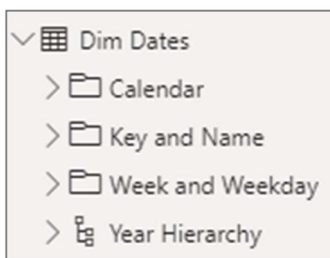 Dim Dates
Calendar
Key and Name
Week and Weekday
Year Hierarchy